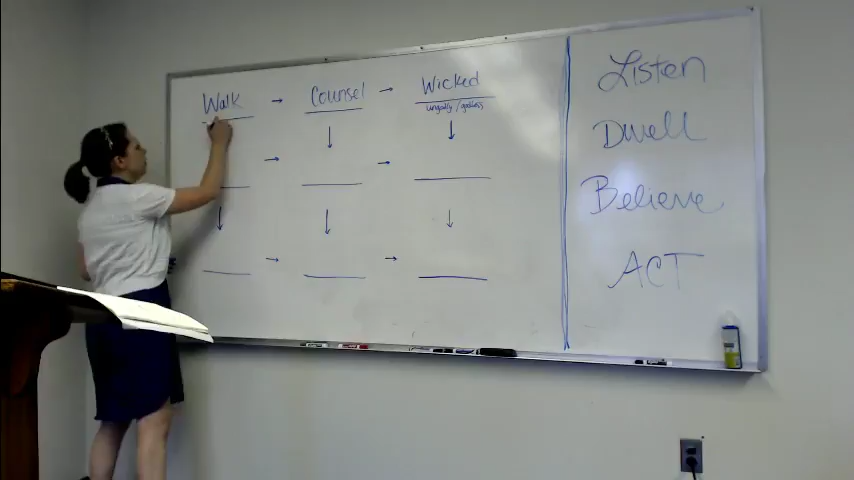 Walk → Counsel → Wicked
ungodly / godless
Listen
Dwell
Believe
ACT